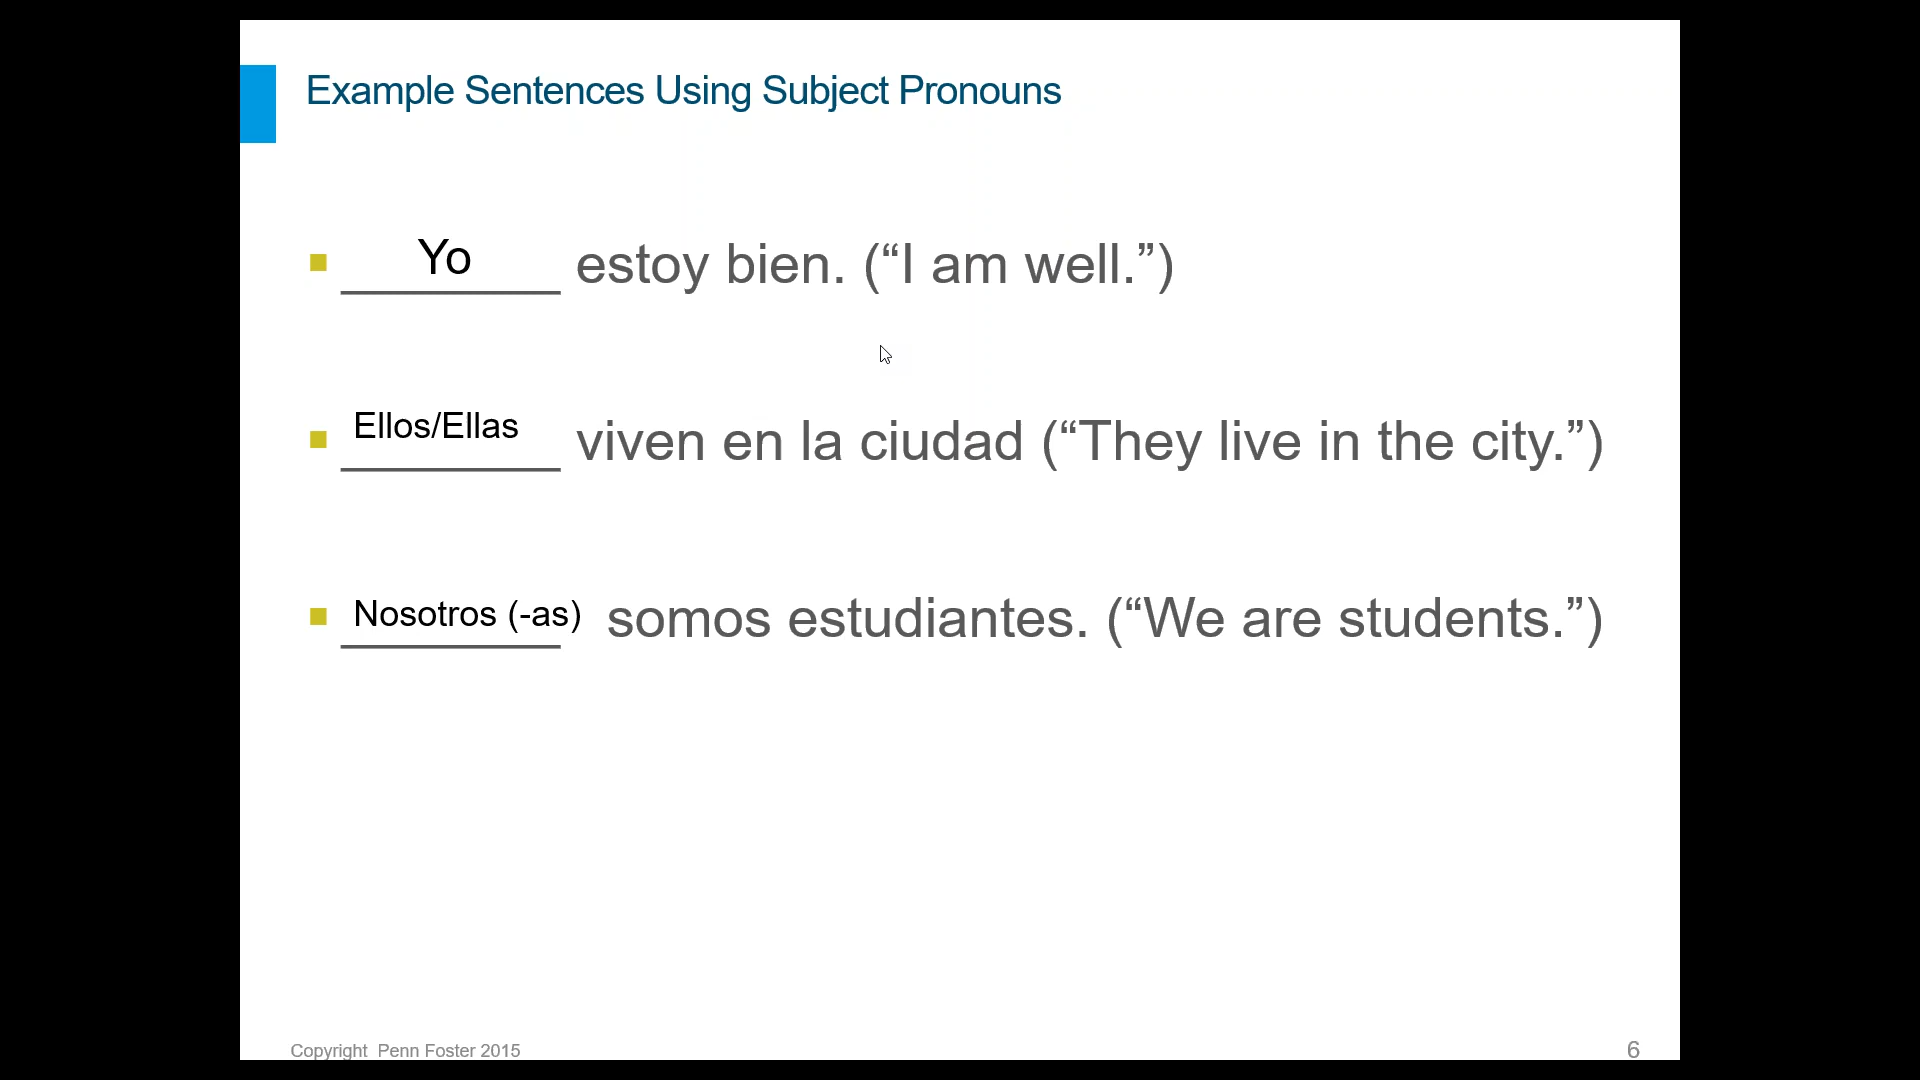 Example Sentences Using Subject Pronouns
Yo estoy bien. (“I am well.”)
Ellos/Ellas viven en la ciudad (“They live in the city.”)
Nosotros (-as) somos estudiantes. (“We are students.”)
Copyright Penn Foster 2015
6